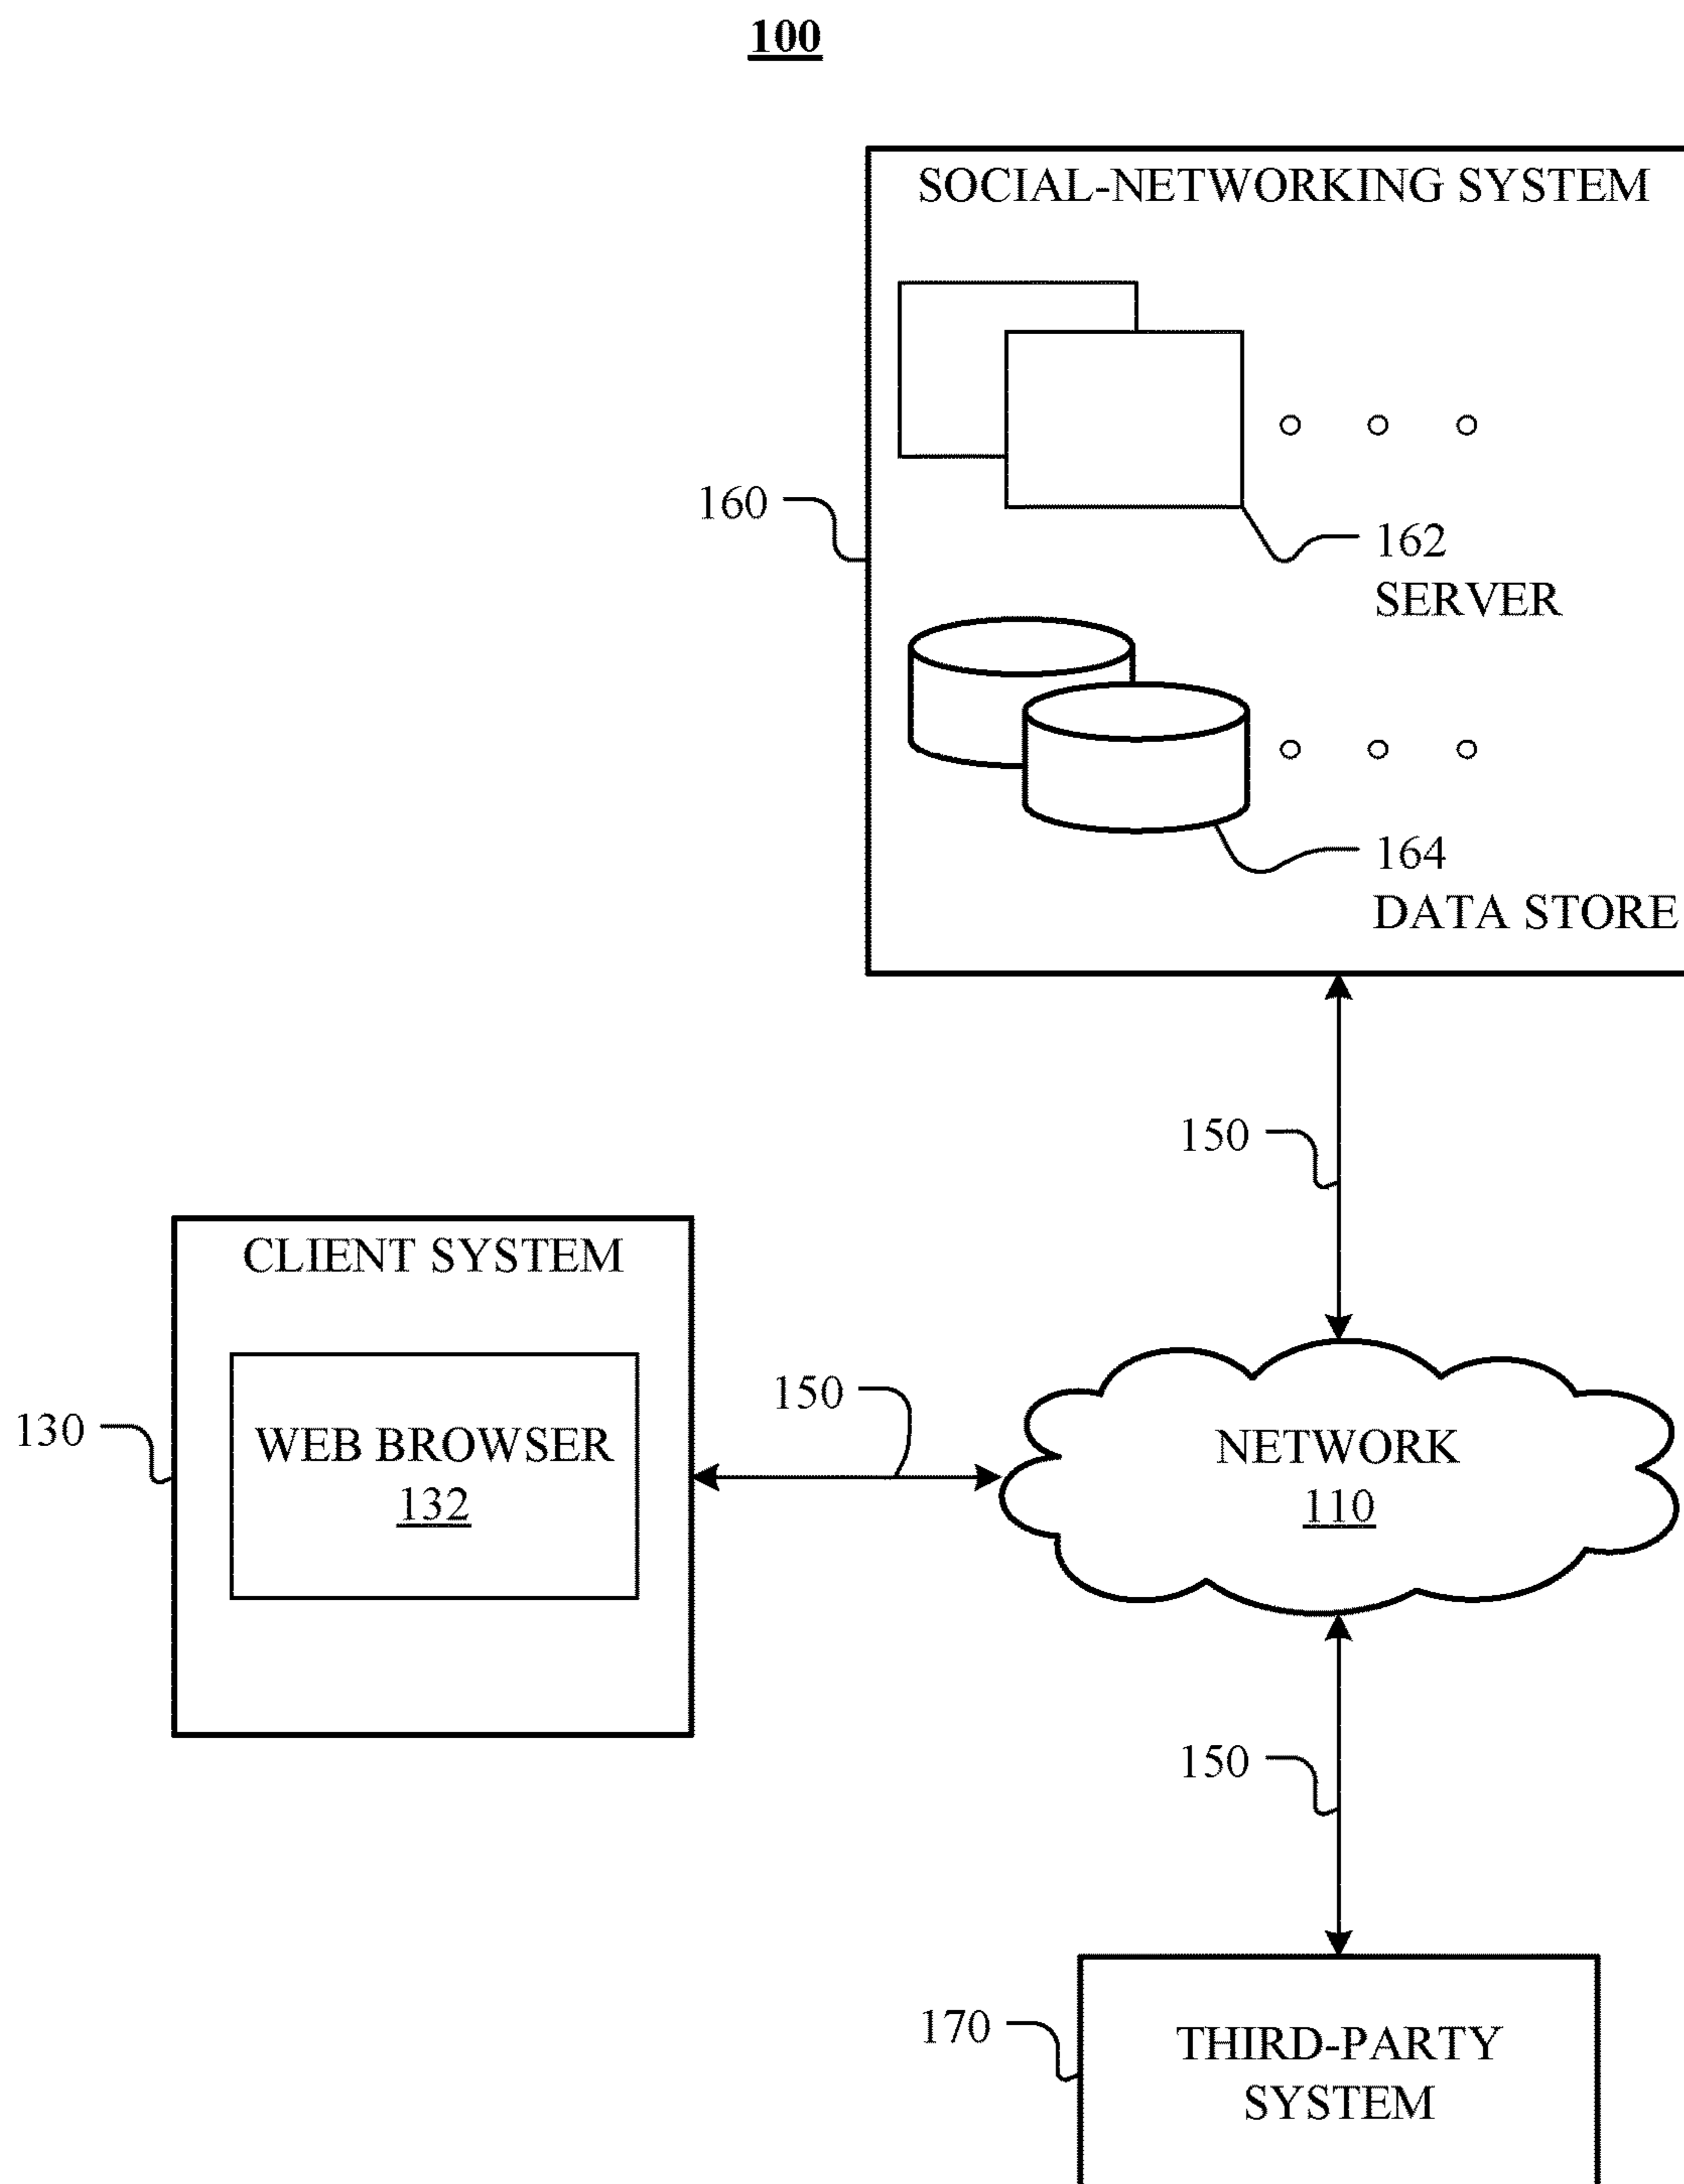 100
SOCIAL-NETWORKING SYSTEM
160
162
SERVER
164
DATA STORE
150
CLIENT SYSTEM
130
WEB BROWSER
132
150
NETWORK
110
150
170
THIRD-PARTY
SYSTEM